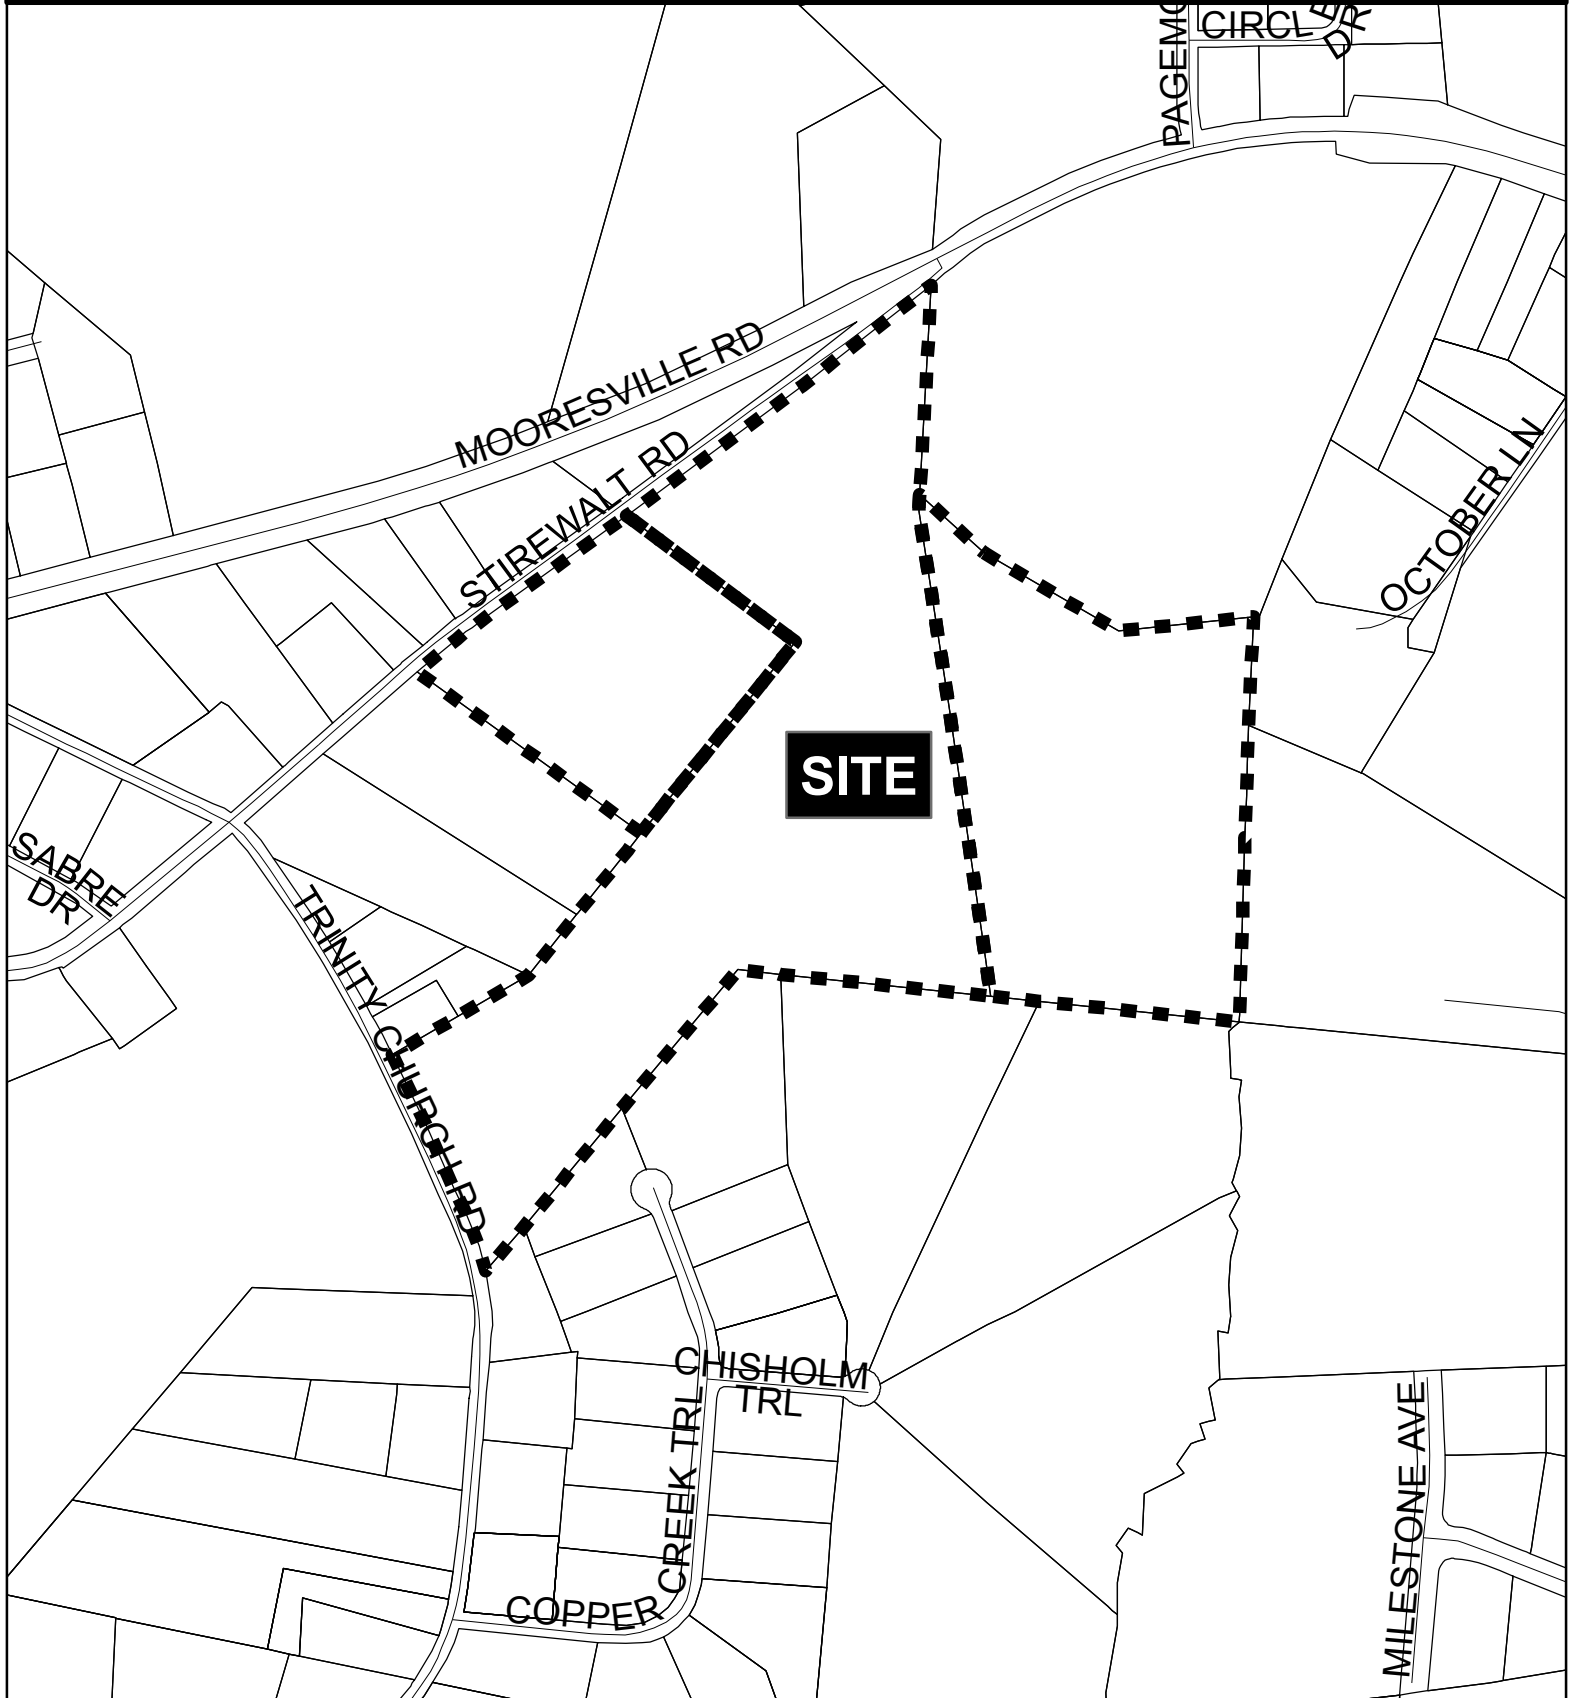 CIRCL E
DR
MOORESVILLE RD
STIREWALT RD
OCTOBER LN
SITE
SABRE
DR
TRINITY CHURCH RD
CHISHOLM
TRL
COPPER CREEK TRL
MILESTONE AVE